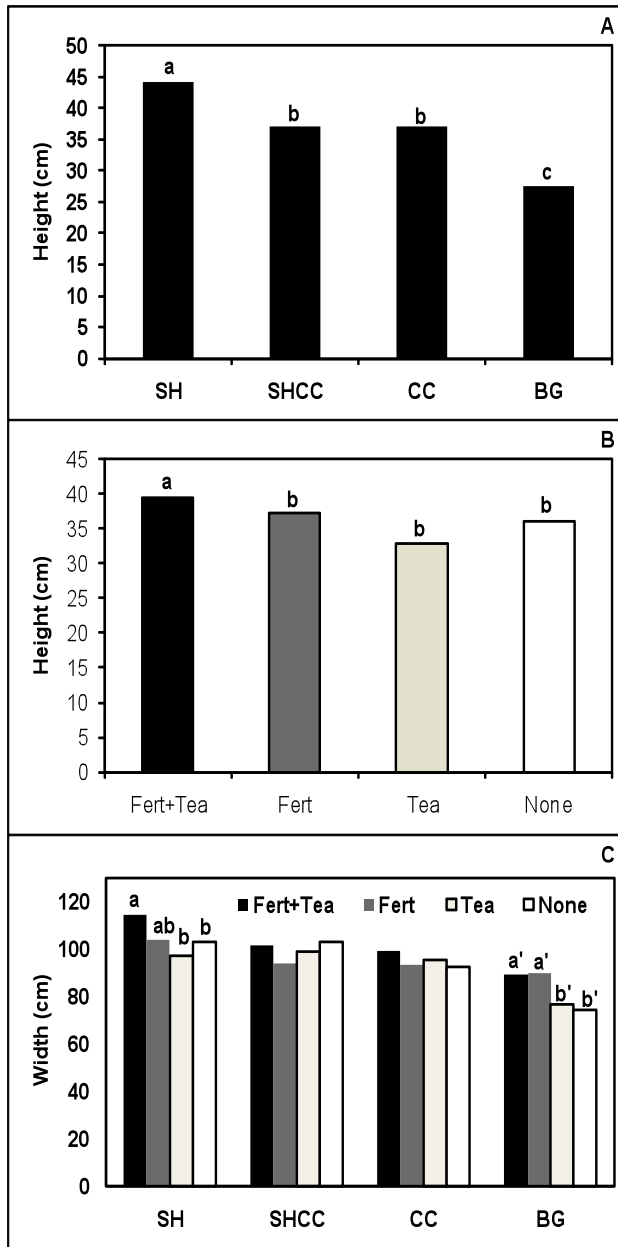 A
50
45
40
35
30
25
20
15
10
5
0
Height (cm)
a
b
b
c
SH SHCC CC BG
B
45
40
35
30
25
20
15
10
5
0
Height (cm)
a
b
b
b
Fert+Tea Fert Tea None
C
120
100
80
60
40
20
0
Width (cm)
Fert+Tea Fert Tea None
a
ab
b
b
a'
a'
b'
b'
SH SHCC CC BG